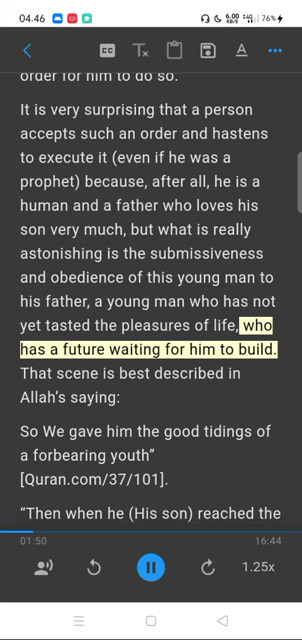 04.46
6.00
KB/S
76%
CC
order for him to do so.
It is very surprising that a person
accepts such an order and hastens
to execute it (even if he was a
prophet) because, after all, he is a
human and a father who loves his
son very much, but what is really
astonishing is the submissiveness
and obedience of this young man to
his father, a young man who has not
yet tasted the pleasures of life, who
has a future waiting for him to build.
That scene is best described in
Allah’s saying:
So We gave him the good tidings of
a forbearing youth”
[Quran.com/37/101].
“Then when he (His son) reached the
01:50
16:44
1.25x